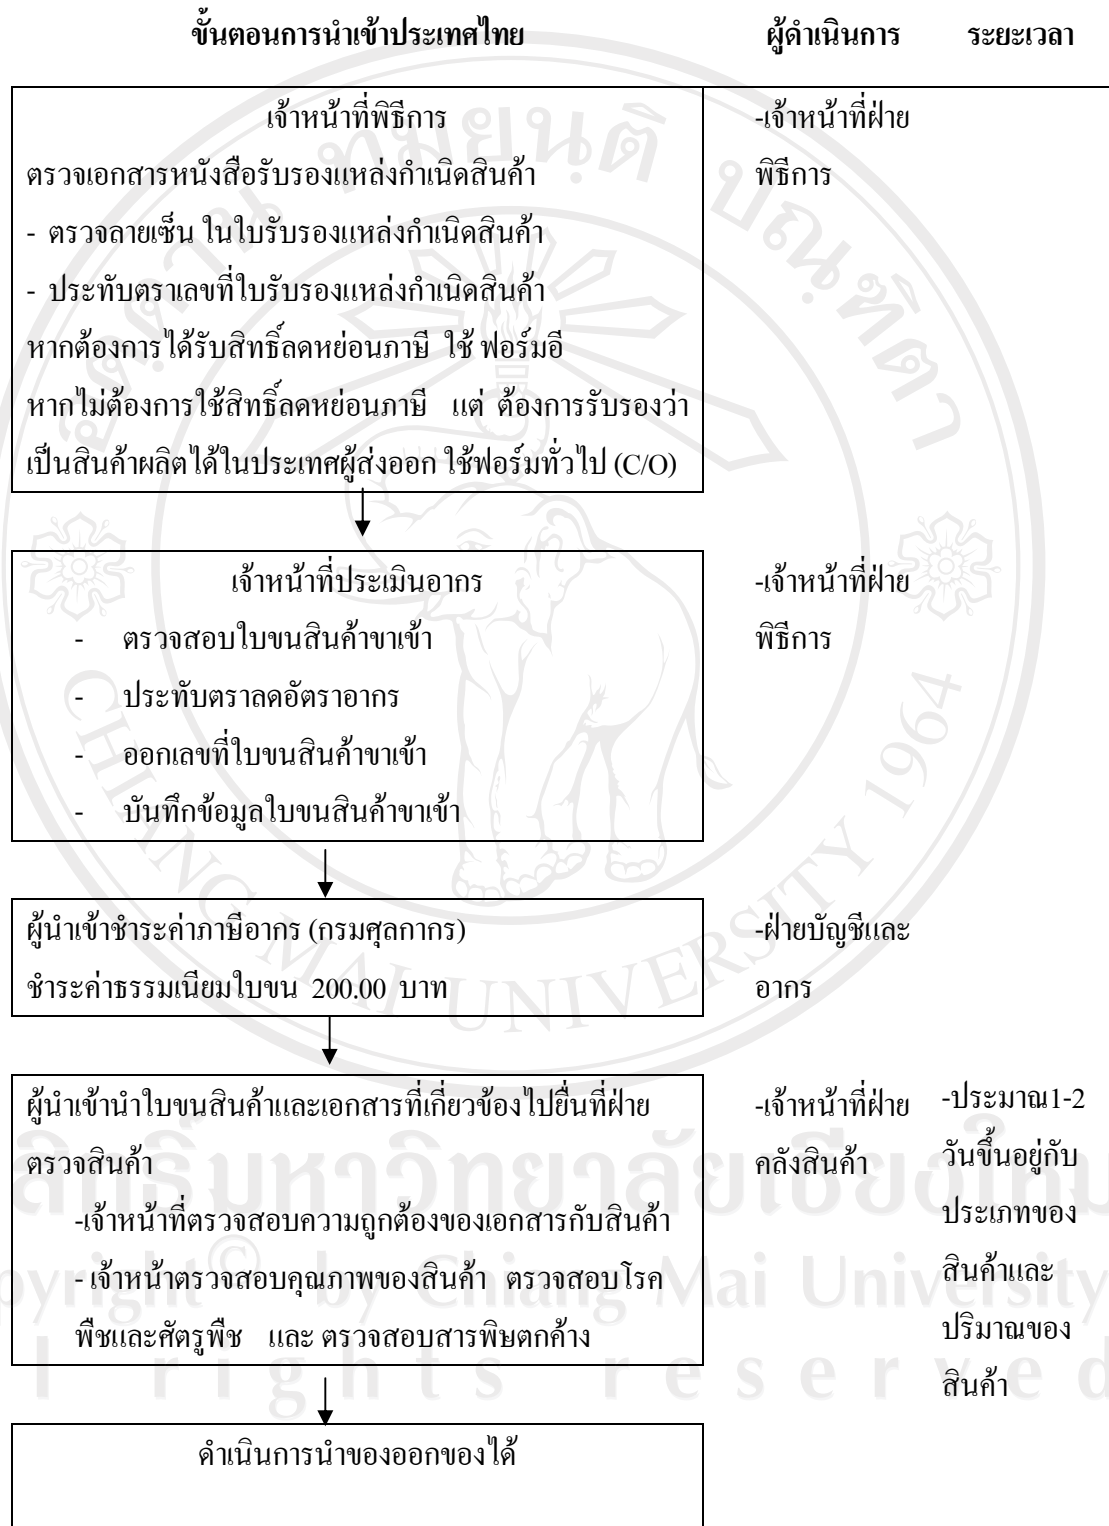 ขั้นตอนการนำเข้าประเทศไทย ผู้ดำเนินการ ระยะเวลา
เจ้าหน้าที่พิธีการ
ตรวจเอกสารหนังสือรับรองแหล่งกำเนิดสินค้า
- ตรวจลายเซ็น ในใบรับรองแหล่งกำเนิดสินค้า
- ประทับตราเลขที่ใบรับรองแหล่งกำเนิดสินค้า
หากต้องการได้รับสิทธิ์ลดหย่อนภาษี ใช้ ฟอร์มอี
หากไม่ต้องการใช้สิทธิ์ลดหย่อนภาษี แต่ ต้องการรับรองว่า
เป็นสินค้าผลิตได้ในประเทศผู้ส่งออก ใช้ฟอร์มทั่วไป (C/O)
-เจ้าหน้าที่ฝ่าย
พิธีการ
เจ้าหน้าที่ประเมินอากร
- ตรวจสอบใบขนสินค้าขาเข้า
- ประทับตราลดอัตราอากร
- ออกเลขที่ใบขนสินค้าขาเข้า
- บันทึกข้อมูลใบขนสินค้าขาเข้า
-เจ้าหน้าที่ฝ่าย
พิธีการ
ผู้นำเข้าชำระค่าภาษีอากร (กรมศุลกากร)
ชำระค่าธรรมเนียมใบขน 200.00 บาท
-ฝ่ายบัญชีและ
อากร
ผู้นำเข้านำใบขนสินค้าและเอกสารที่เกี่ยวข้องไปยื่นที่ฝ่าย
ตรวจสินค้า
-เจ้าหน้าที่ตรวจสอบความถูกต้องของเอกสารกับสินค้า
- เจ้าหน้าตรวจสอบคุณภาพของสินค้า ตรวจสอบโรค
พืชและศัตรูพืช และ ตรวจสอบสารพิษตกค้าง
-เจ้าหน้าที่ฝ่าย
คลังสินค้า
-ประมาณ1-2
วันขึ้นอยู่กับ
ประเภทของ
สินค้าและ
ปริมาณของ
สินค้า
ดำเนินการนำของออกของได้
CHIANG MAI UNIVERSITY 1964
สิทธิ์มหาวิทยาลัยเชียงใหม
pyright © by Chiang Mai University
l rights reserved